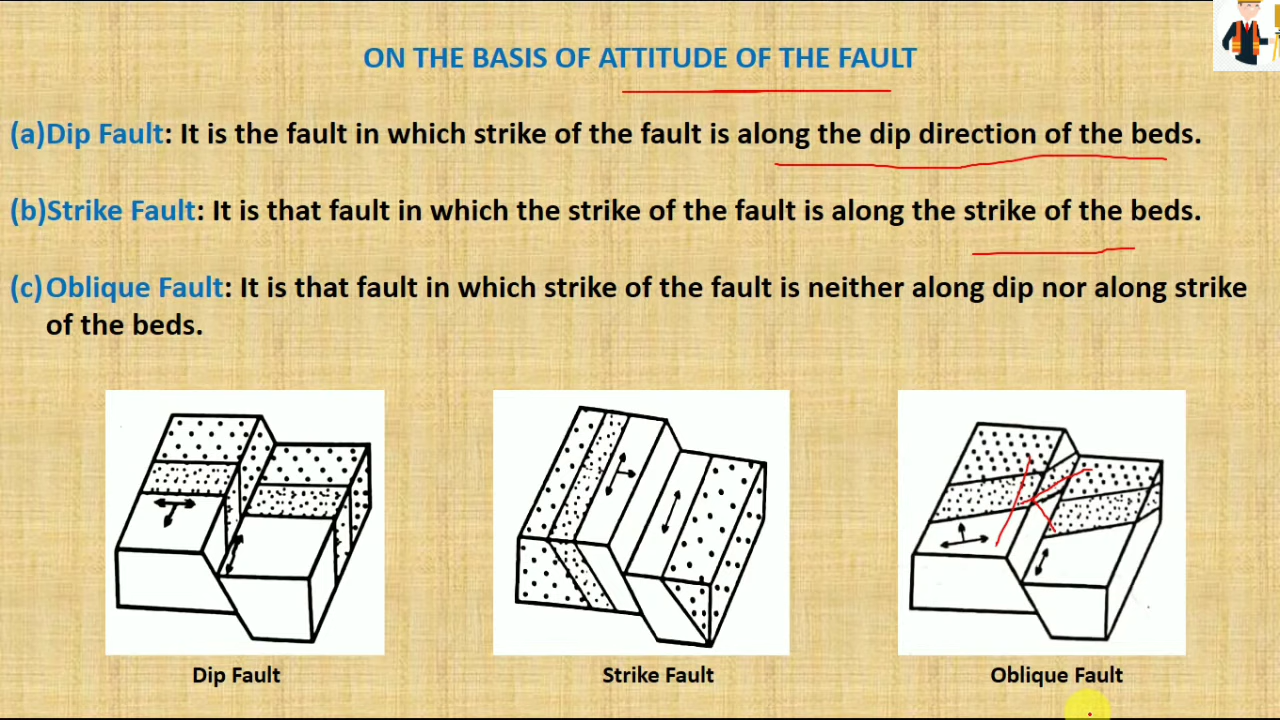 ON THE BASIS OF ATTITUDE OF THE FAULT
(a)Dip Fault: It is the fault in which strike of the fault is along the dip direction of the beds.
(b)Strike Fault: It is that fault in which the strike of the fault is along the strike of the beds.
(c)Oblique Fault: It is that fault in which strike of the fault is neither along dip nor along strike
of the beds.
Dip Fault
Strike Fault
Oblique Fault